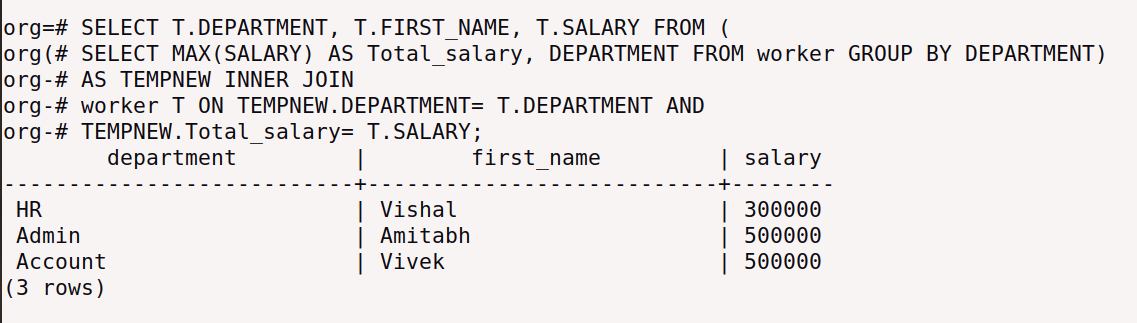 org=# SELECT T.DEPARTMENT, T.FIRST_NAME, T.SALARY FROM (
org(# SELECT MAX(SALARY) AS Total_salary, DEPARTMENT FROM worker GROUP BY DEPARTMENT)
org-# AS TEMPNEW INNER JOIN
org-# worker T ON TEMPNEW.DEPARTMENT= T.DEPARTMENT AND
org-# TEMPNEW.Total_salary= T.SALARY;
        department         |        first_name         | salary
---------------------------+---------------------------+--------
 HR                        | Vishal                    | 300000
 Admin                     | Amitabh                   | 500000
 Account                   | Vivek                     | 500000
(3 rows)